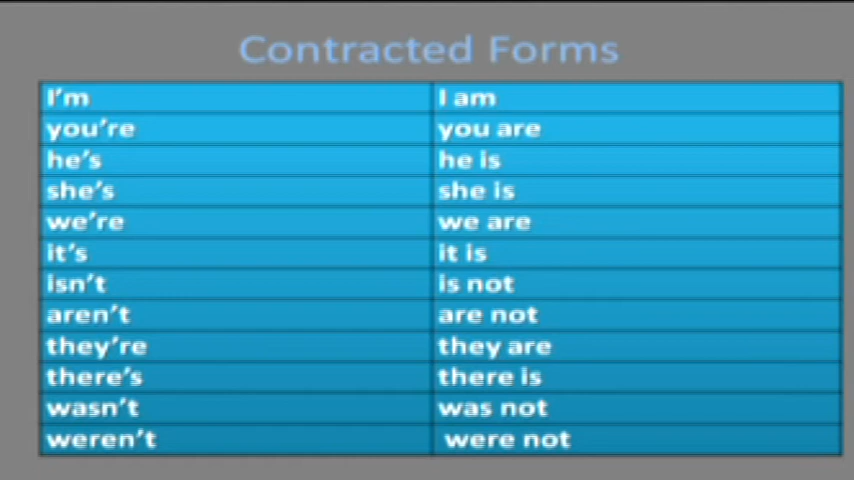 Contracted Forms
I'm I am
you're you are
he's he is
she's she is
we're we are
it's it is
isn't is not
aren't are not
they're they are
there's there is
wasn't was not
weren't were not